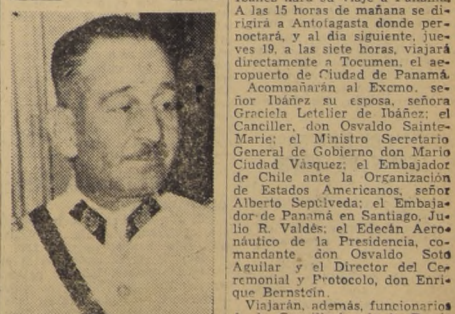 A las 15 horas de mañana se di-
rigirá a Antofagasta donde per-
noctará, y al día siguiente, jue-
ves 19, a las siete horas, viajará
directamente a Tocumen, el ae-
ropuerto de Ciudad de Panamá.
Acompañarán al Excmo. se-
ñor Ibáñez su esposa, señora
Graciela Letelier de Ibáñez; el
Canciller, don Osvaldo Sainte-
Marie; el Ministro Secretario
General de Gobierno don Mario
Ciudad Vázquez; el Embajador
de Chile ante la Organización
de Estados Americanos, señor
Alberto Sepúlveda; el Embaja-
dor de Panamá en Santiago, Ju-
lio R. Valdés; el Edecán Aero-
náutico de la Presidencia, co-
mandante don Osvaldo Soto
Aguilar y el Director del Ce-
remonial y Protocolo, don Enri-
que Bernstein.
Viajarán, además, funcionarios